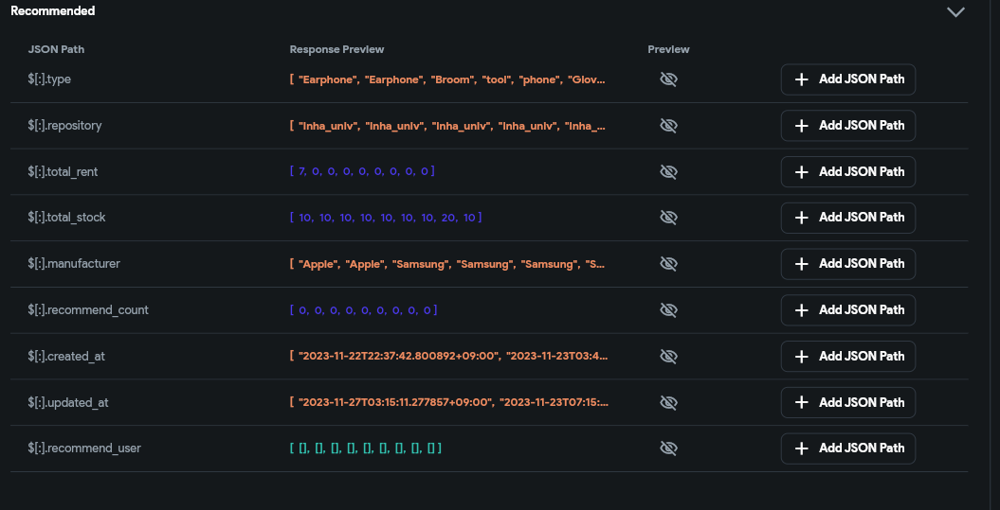 Recommended
JSON Path Response Preview Preview
$[:].type [ "Earphone", "Earphone", "Broom", "tool", "phone", "Glov... Add JSON Path
$[:].repository [ "Inha_univ", "Inha_univ", "Inha_univ", "Inha_univ", "Inha_... Add JSON Path
$[:].total_rent [ 7, 0, 0, 0, 0, 0, 0, 0, 0 ] Add JSON Path
$[:].total_stock [ 10, 10, 10, 10, 10, 10, 10, 20, 10 ] Add JSON Path
$[:].manufacturer [ "Apple", "Apple", "Samsung", "Samsung", "Samsung", "S... Add JSON Path
$[:].recommend_count [ 0, 0, 0, 0, 0, 0, 0, 0, 0 ] Add JSON Path
$[:].created_at [ "2023-11-22T22:37:42.800892+09:00", "2023-11-23T03:4... Add JSON Path
$[:].updated_at [ "2023-11-27T03:15:11.277857+09:00", "2023-11-23T07:15:... Add JSON Path
$[:].recommend_user [ [], [], [], [], [], [], [], [], [] ] Add JSON Path